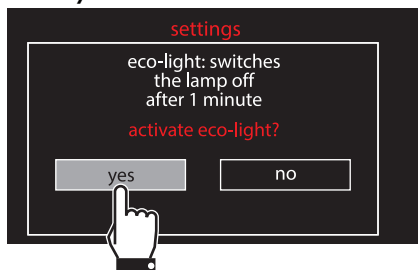 settings
eco-light: switches
the lamp off
after 1 minute
activate eco-light?
yes
no